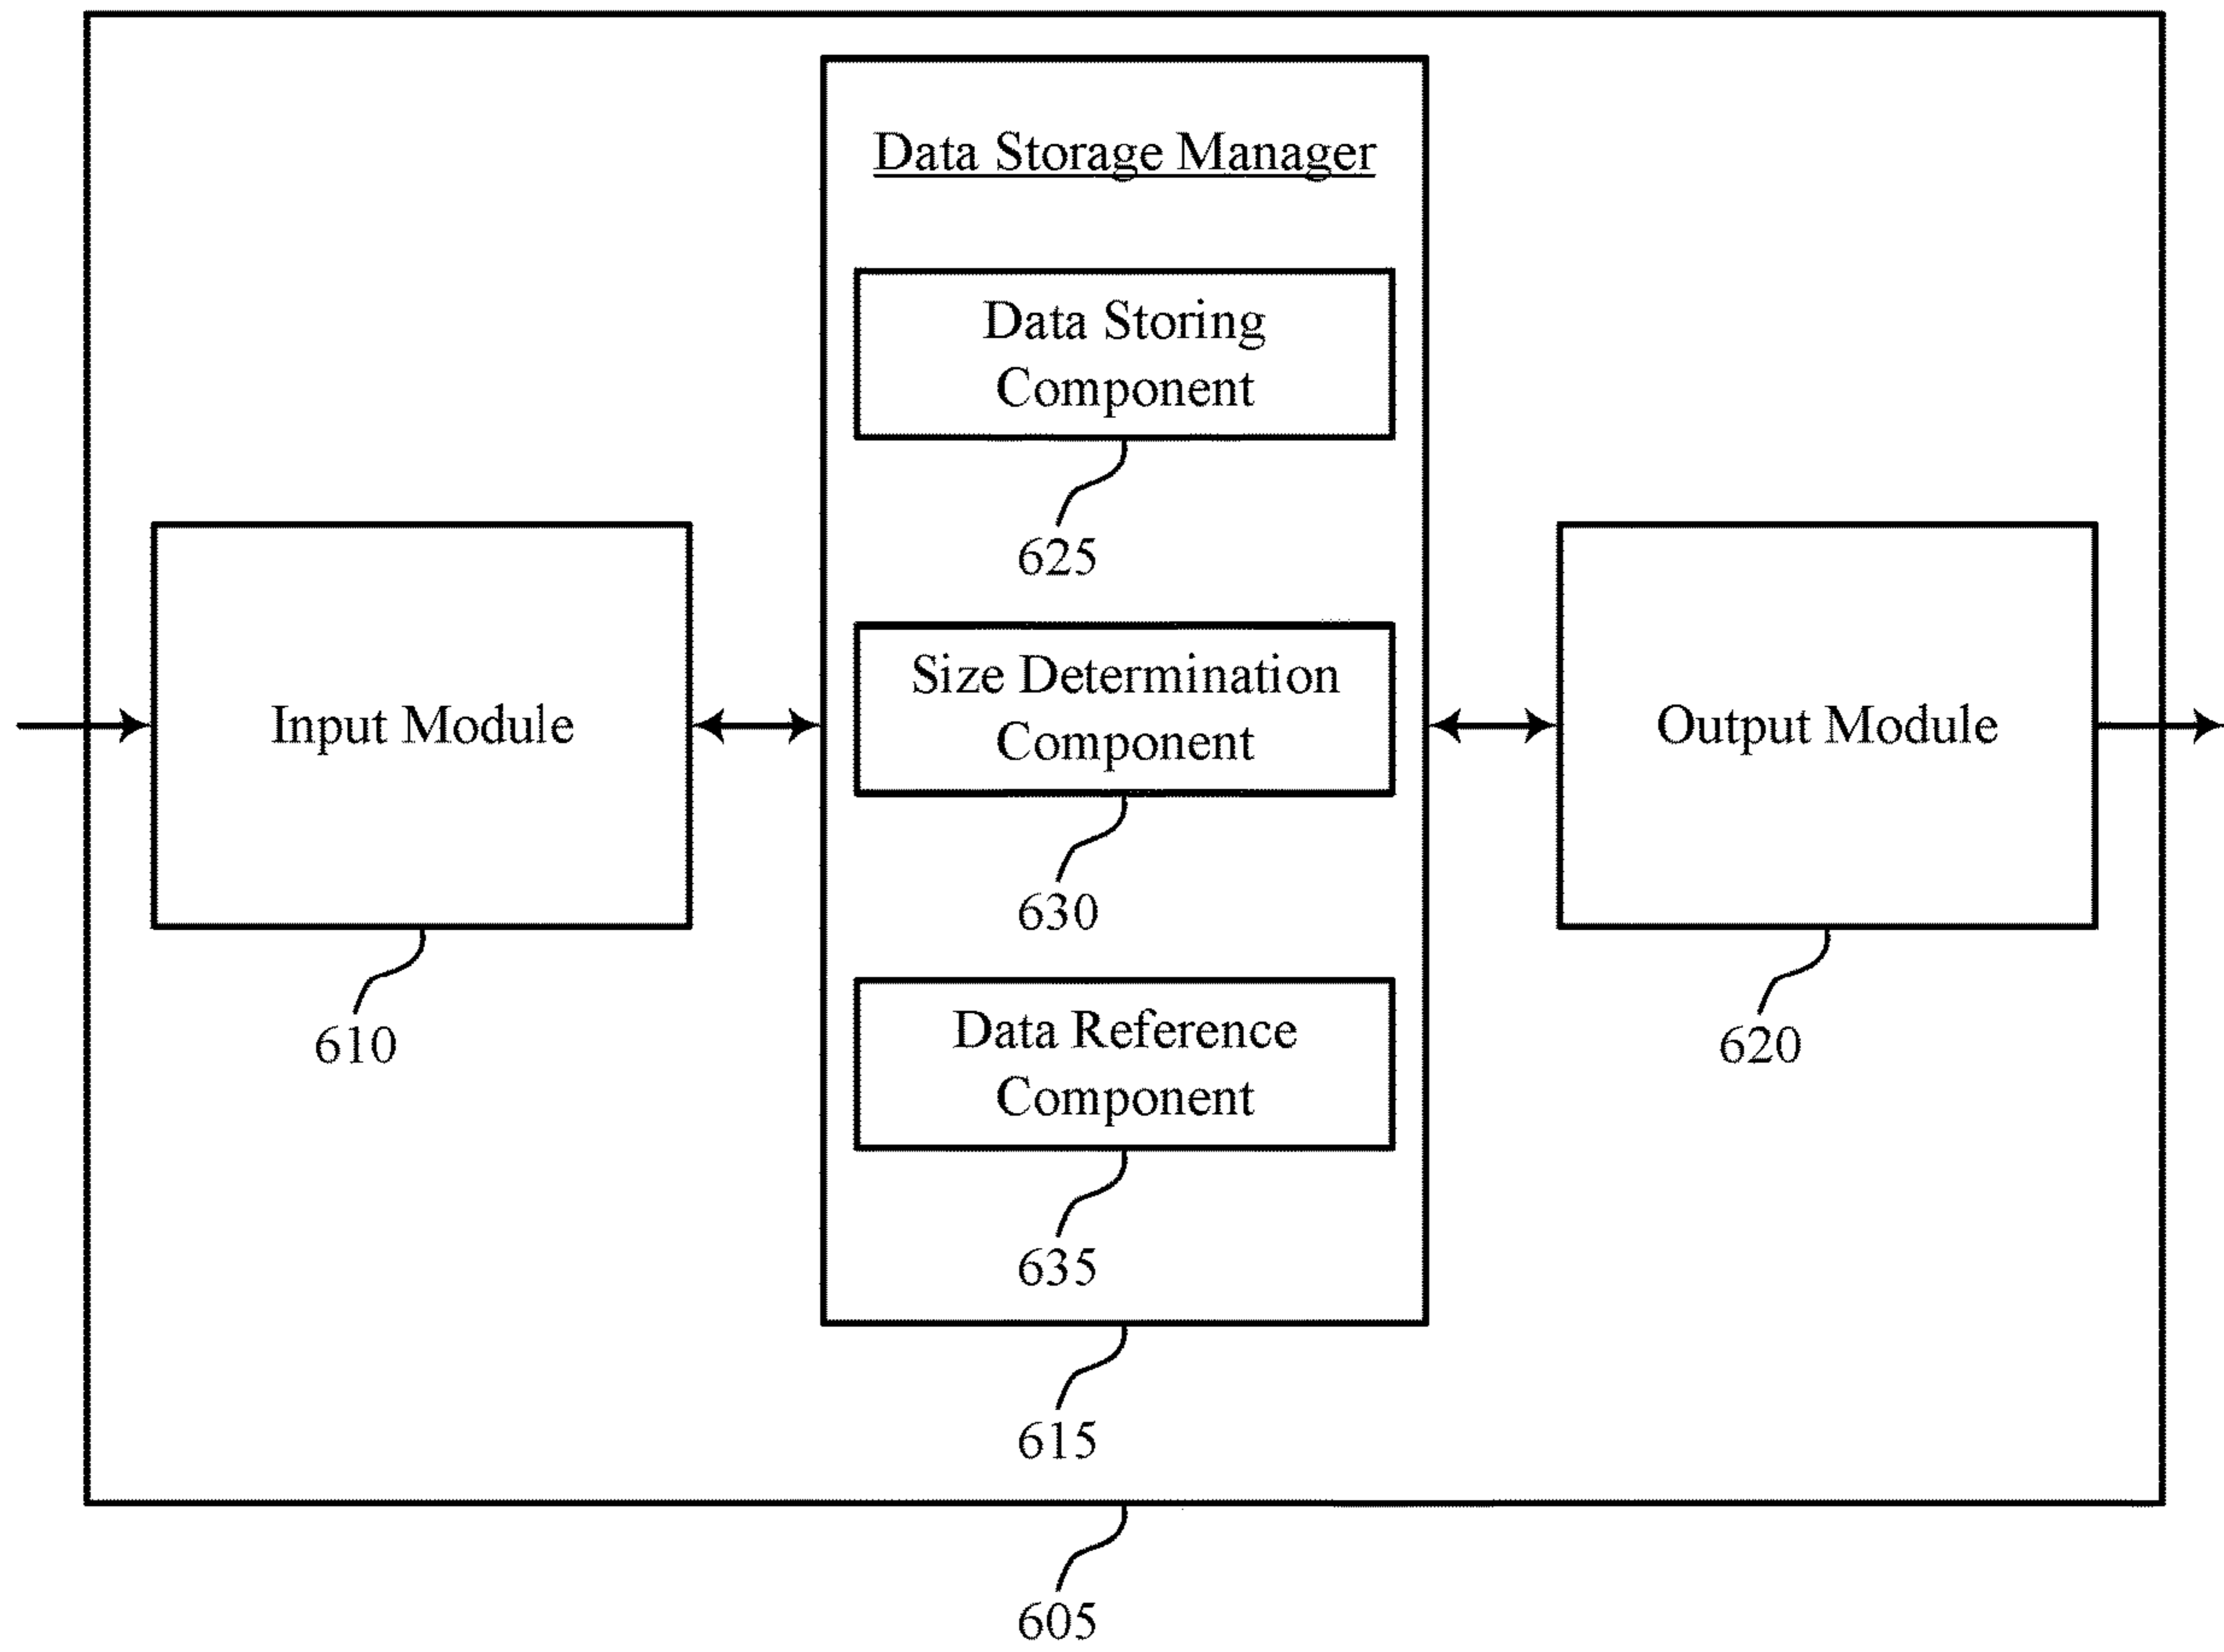 Data Storage Manager
Data Storing
Component
625
Input Module
610
Size Determination
Component
630
Output Module
620
Data Reference
Component
635
615
605